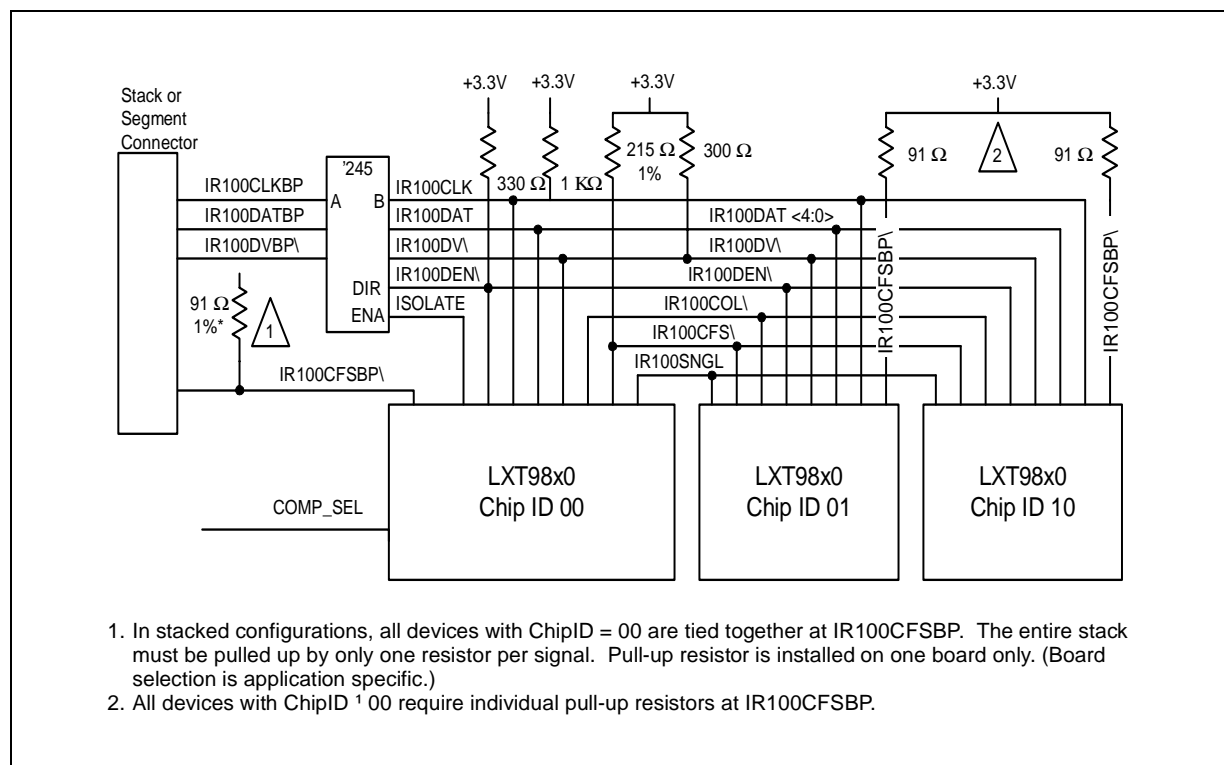 Stack or
Segment
Connector
+3.3V
+3.3V
+3.3V
+3.3V
330 Ω
1 KΩ
215 Ω
1%
300 Ω
91 Ω
2
91 Ω
'245
A
B
DIR
ENA
IR100CLKBP
IR100DATBP
IR100DVBP\
IR100CLK
IR100DAT
IR100DV\
IR100DEN\
ISOLATE
IR100DAT <4:0>
IR100DV\
IR100DEN\
IR100COL\
IR100CFS\
IR100SNGL
IR100CFSBP\
IR100CFSBP\
91 Ω
1%*
1
IR100CFSBP\
COMP_SEL
LXT98x0
Chip ID 00
LXT98x0
Chip ID 01
LXT98x0
Chip ID 10
1. In stacked configurations, all devices with ChipID = 00 are tied together at IR100CFSBP. The entire stack
must be pulled up by only one resistor per signal. Pull-up resistor is installed on one board only. (Board
selection is application specific.)
2. All devices with ChipID ¹ 00 require individual pull-up resistors at IR100CFSBP.